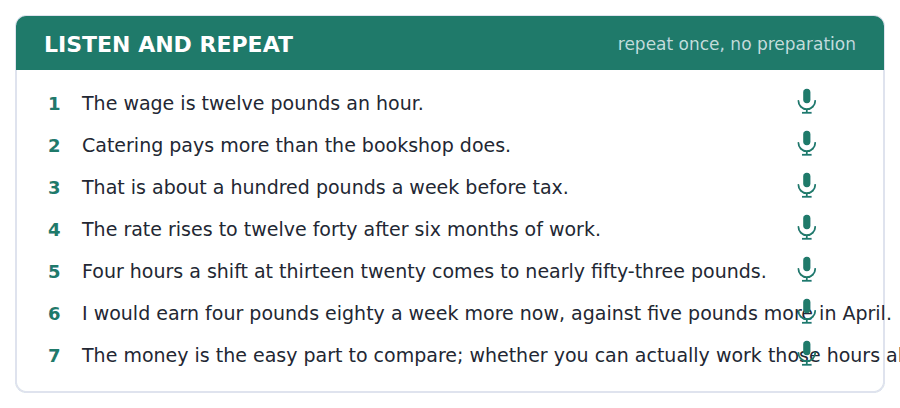 LISTEN AND REPEAT
repeat once, no preparation
1 The wage is twelve pounds an hour.
2 Catering pays more than the bookshop does.
3 That is about a hundred pounds a week before tax.
4 The rate rises to twelve forty after six months of work.
5 Four hours a shift at thirteen twenty comes to nearly fifty-three pounds.
6 I would earn four pounds eighty a week more now, against five pounds more in April.
7 The money is the easy part to compare; whether you can actually work those hours